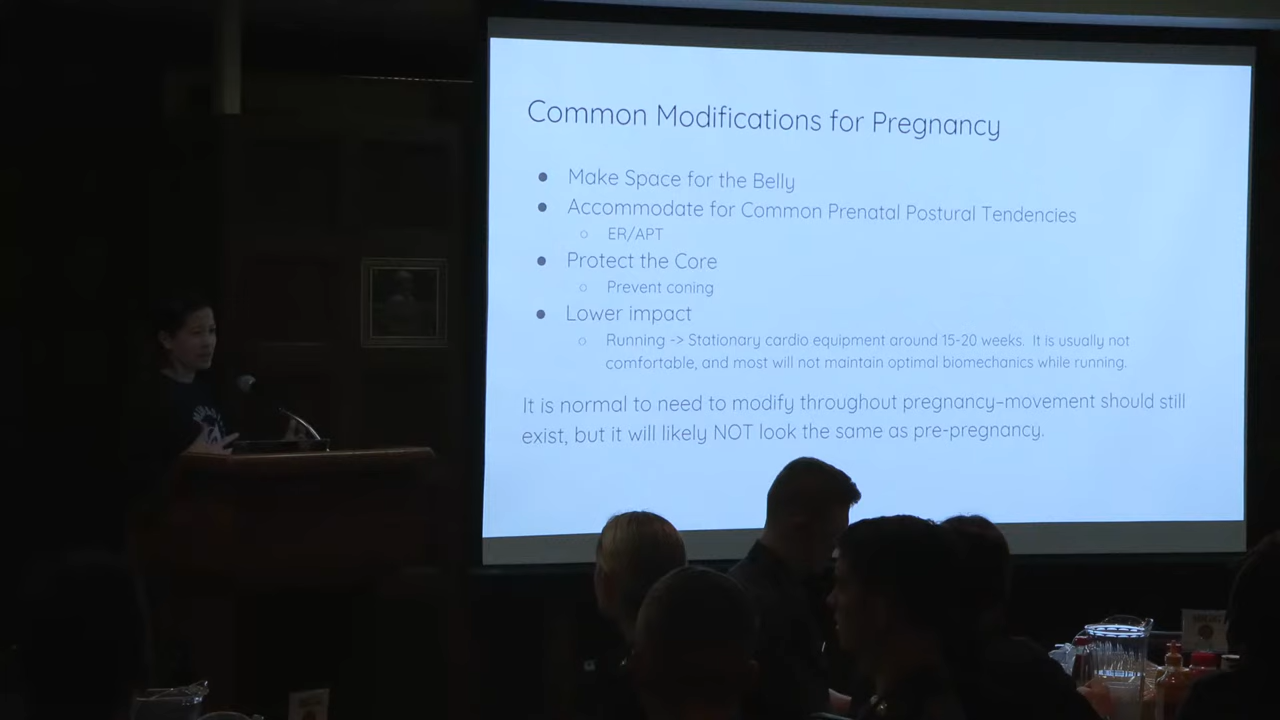 Common Modifications for Pregnancy
● Make Space for the Belly
● Accommodate for Common Prenatal Postural Tendencies
○ ER/APT
● Protect the Core
○ Prevent coning
● Lower impact
○ Running -> Stationary cardio equipment around 15-20 weeks. It is usually not
comfortable, and most will not maintain optimal biomechanics while running.
It is normal to need to modify throughout pregnancy–movement should still
exist, but it will likely NOT look the same as pre-pregnancy.